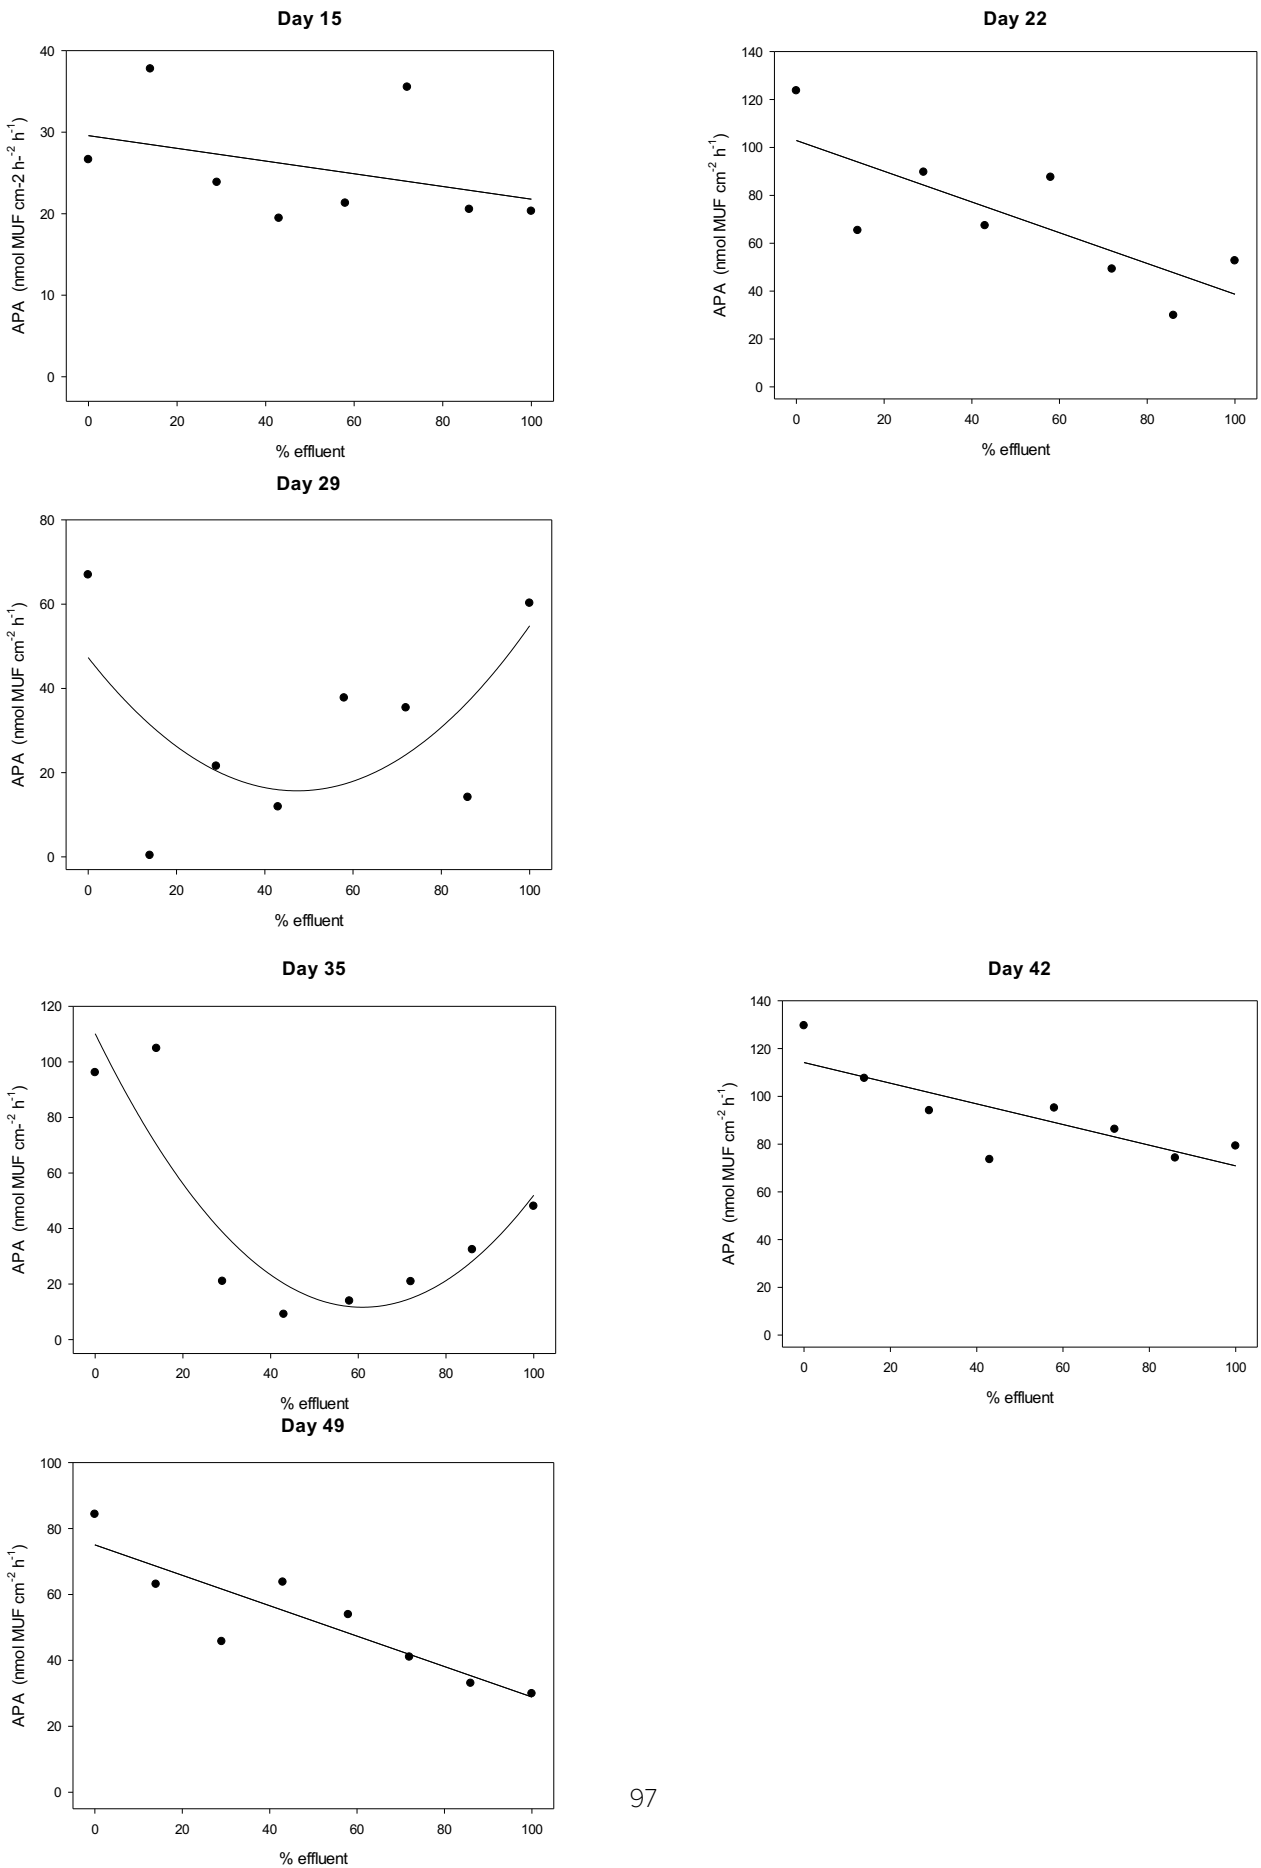 Day 15
APA (nmol MUF cm-2 h-⁻² h⁻¹)
40
30
20
10
0
0 20 40 60 80 100
% effluent
Day 22
APA (nmol MUF cm⁻² h⁻¹)
140
120
100
80
60
40
20
0
0 20 40 60 80 100
% effluent
Day 29
APA (nmol MUF cm⁻² h⁻¹)
80
60
40
20
0
0 20 40 60 80 100
% effluent
Day 35
APA (nmol MUF cm-⁻² h⁻¹)
120
100
80
60
40
20
0
0 20 40 60 80 100
% effluent
Day 42
APA (nmol MUF cm⁻² h⁻¹)
140
120
100
80
60
40
20
0
0 20 40 60 80 100
% effluent
Day 49
APA (nmol MUF cm⁻² h⁻¹)
100
80
60
40
20
0
0 20 40 60 80 100
% effluent
97